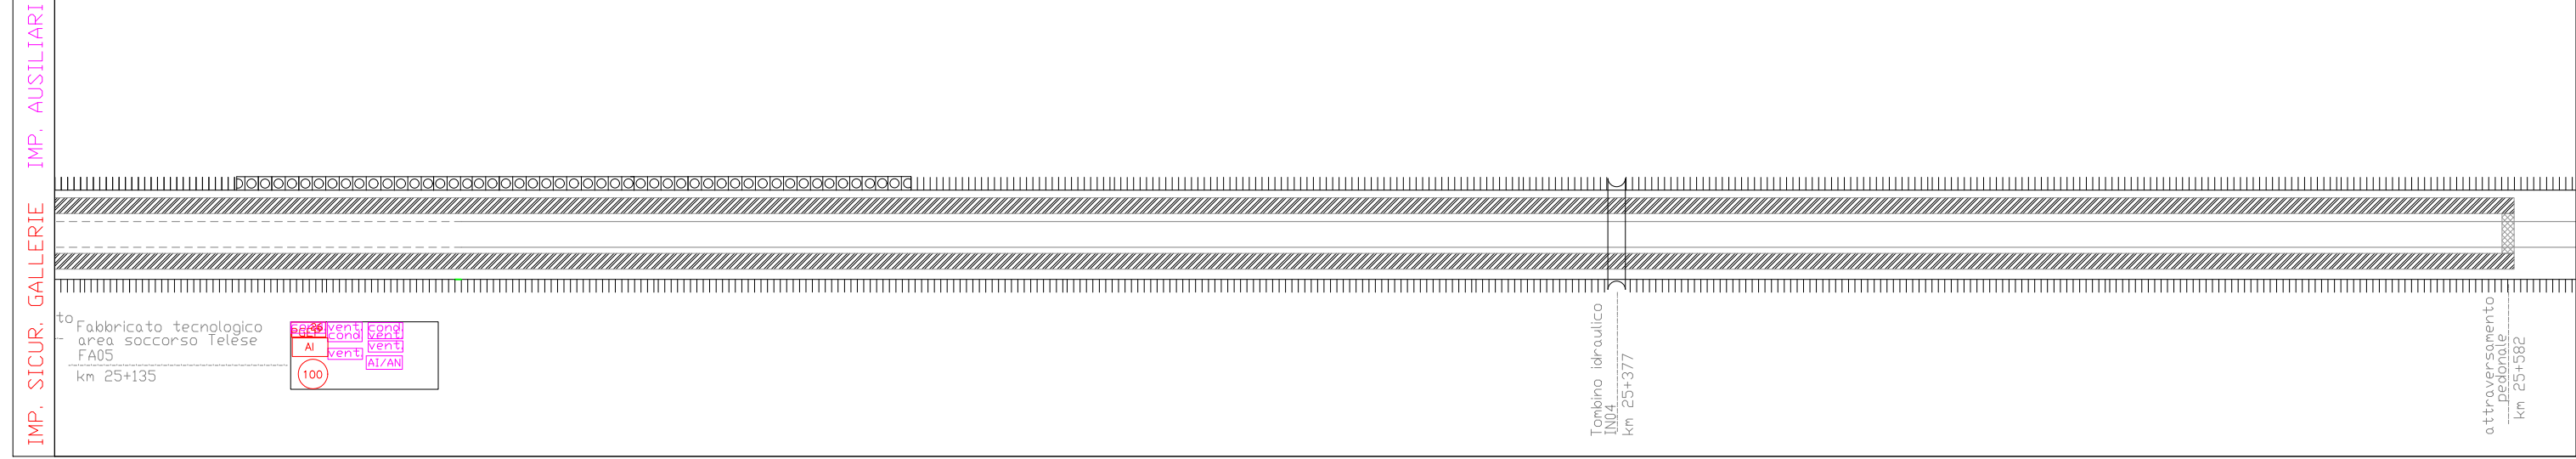 IMP. AUSILIARI
IMP. SICUR. GALLERIE
to
Fabbricato tecnologico
area soccorso Telese
FA05
km 25+135
vent.
cond.
cond
vent.
AI
vent.
vent.
AI/AN
100
Tombino idraulico
IN04
km 25+377
attraversamento
pedonale
km 25+582